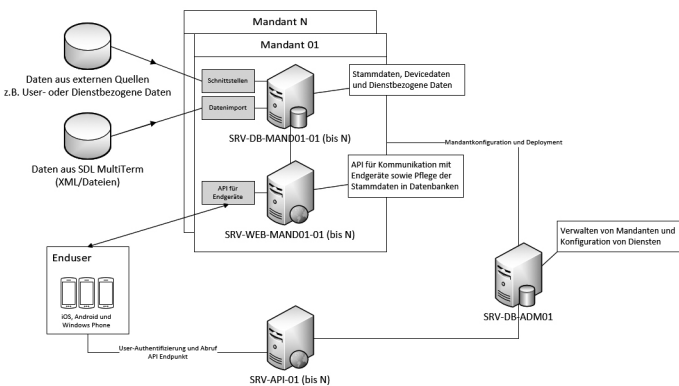 Mandant N
Mandant 01
Daten aus externen Quellen
z.B. User- oder Dienstbezogene Daten
Schnittstellen
Stammdaten, Devicedaten
und Dienstbezogene Daten
Datenimport
SRV-DB-MAND01-01 (bis N)
Mandantkonfiguration und Deployment
Daten aus SDL MultiTerm
(XML/Dateien)
API für Kommunikation mit
Endgeräte sowie Pflege der
Stammdaten in Datenbanken
API für
Endgeräte
SRV-WEB-MAND01-01 (bis N)
Verwalten von Mandanten und
Konfiguration von Diensten
Enduser
iOS, Android und
Windows Phone
SRV-DB-ADM01
User-Authentifizierung und Abruf
API Endpunkt
SRV-API-01 (bis N)